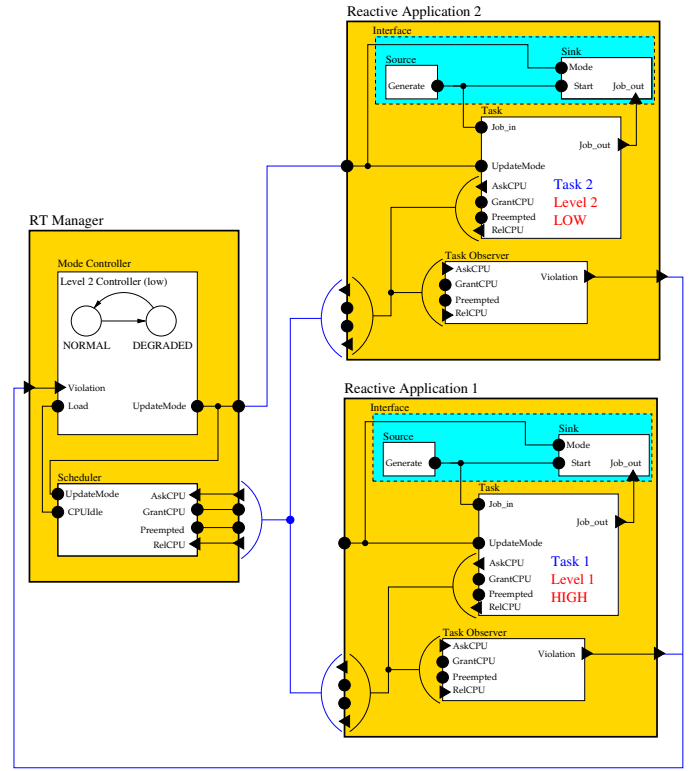 Reactive Application 2
Interface
Source
Generate
Sink
Mode
Start
Job_out
Task
Job_in
Job_out
UpdateMode
AskCPU
GrantCPU
Preempted
RelCPU
Task 2
Level 2
LOW
Task Observer
AskCPU
GrantCPU
Preempted
RelCPU
Violation
RT Manager
Mode Controller
Level 2 Controller (low)
NORMAL
DEGRADED
Violation
Load
UpdateMode
Scheduler
UpdateMode
CPUIdle
AskCPU
GrantCPU
Preempted
RelCPU
Reactive Application 1
Interface
Source
Generate
Sink
Mode
Start
Job_out
Task
Job_in
Job_out
UpdateMode
AskCPU
GrantCPU
Preempted
RelCPU
Task 1
Level 1
HIGH
Task Observer
AskCPU
GrantCPU
Preempted
RelCPU
Violation